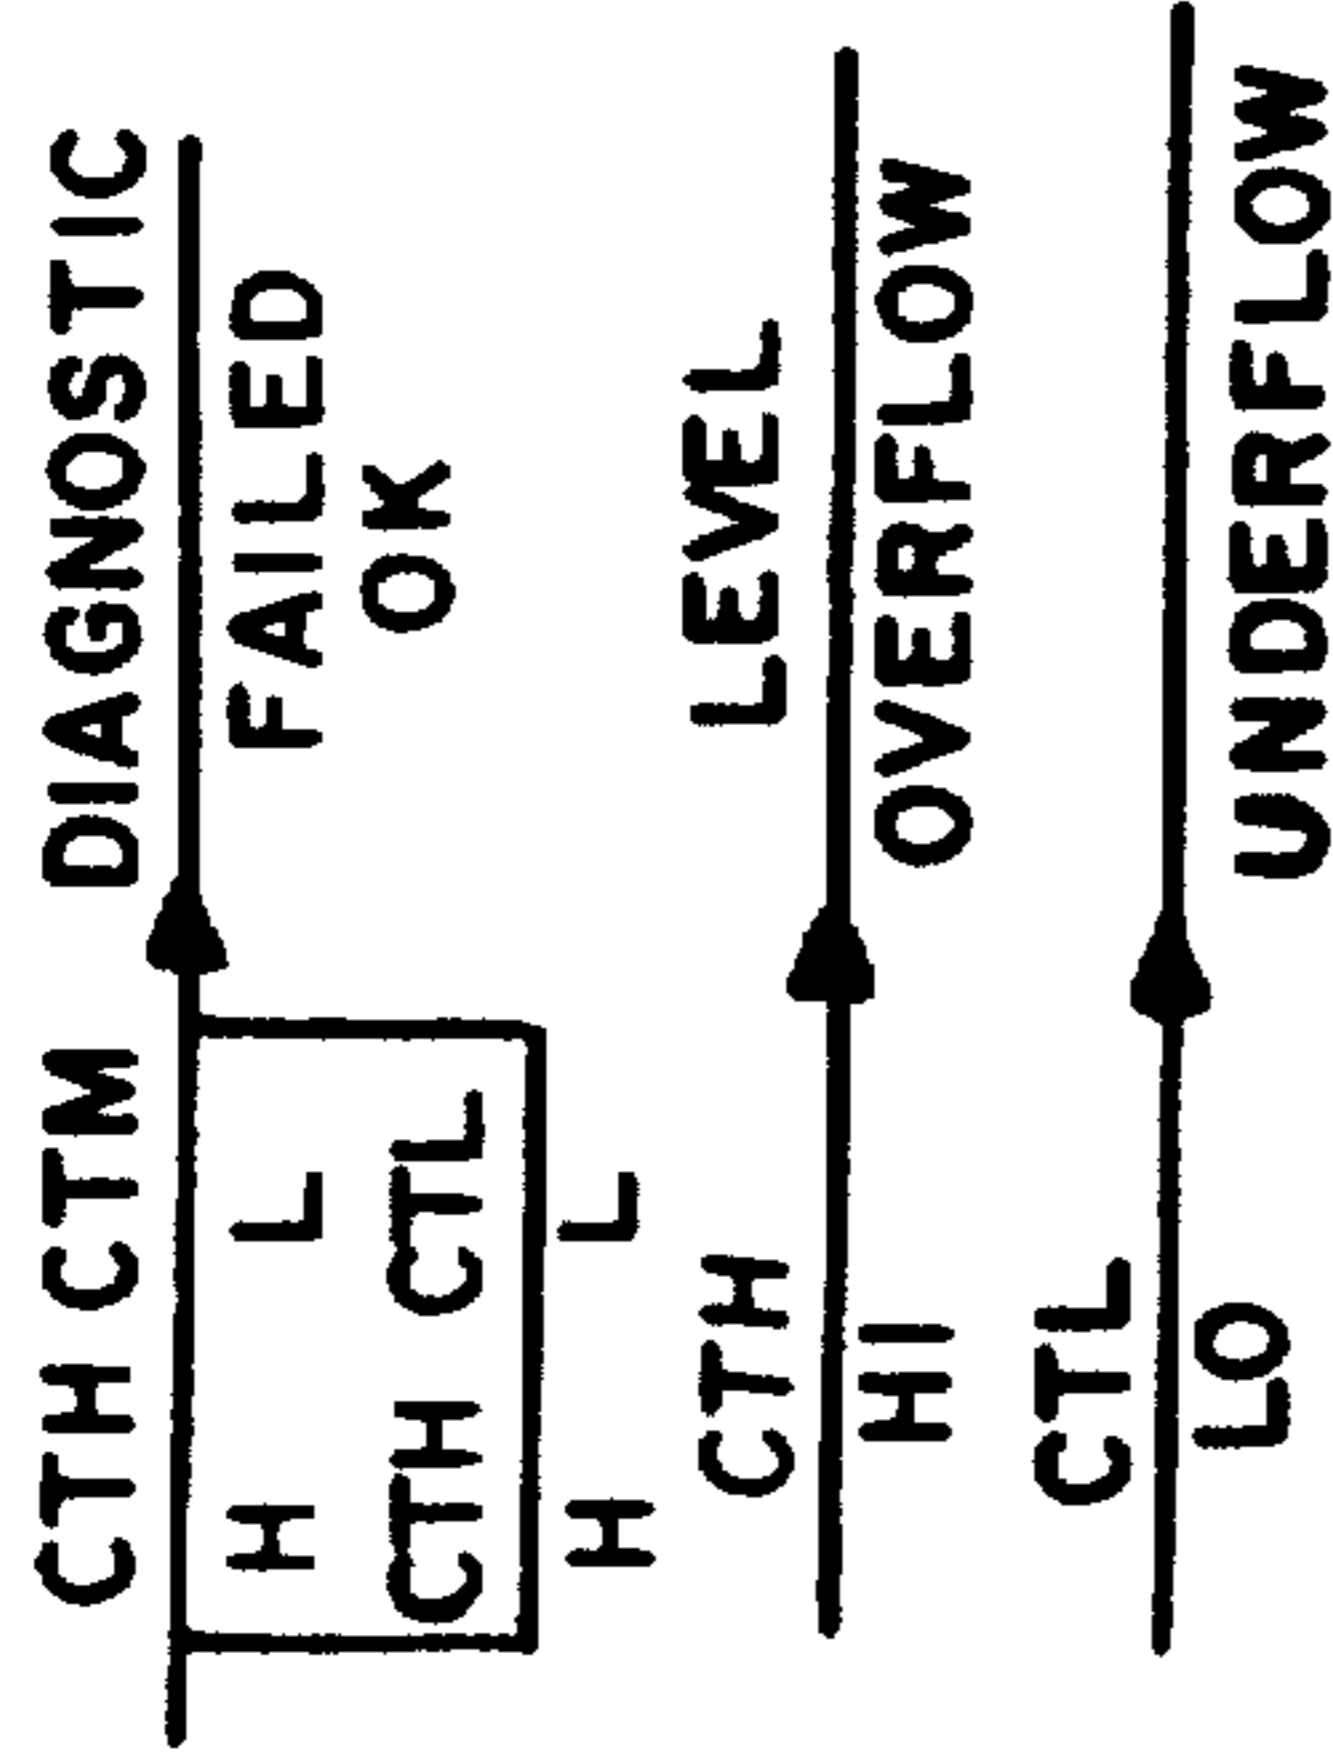 CTH CTM DIAGNOSTIC
H L FAILED
CTH CTL OK
H L
CTH LEVEL
HI OVERFLOW
CTL
LO UNDERFLOW